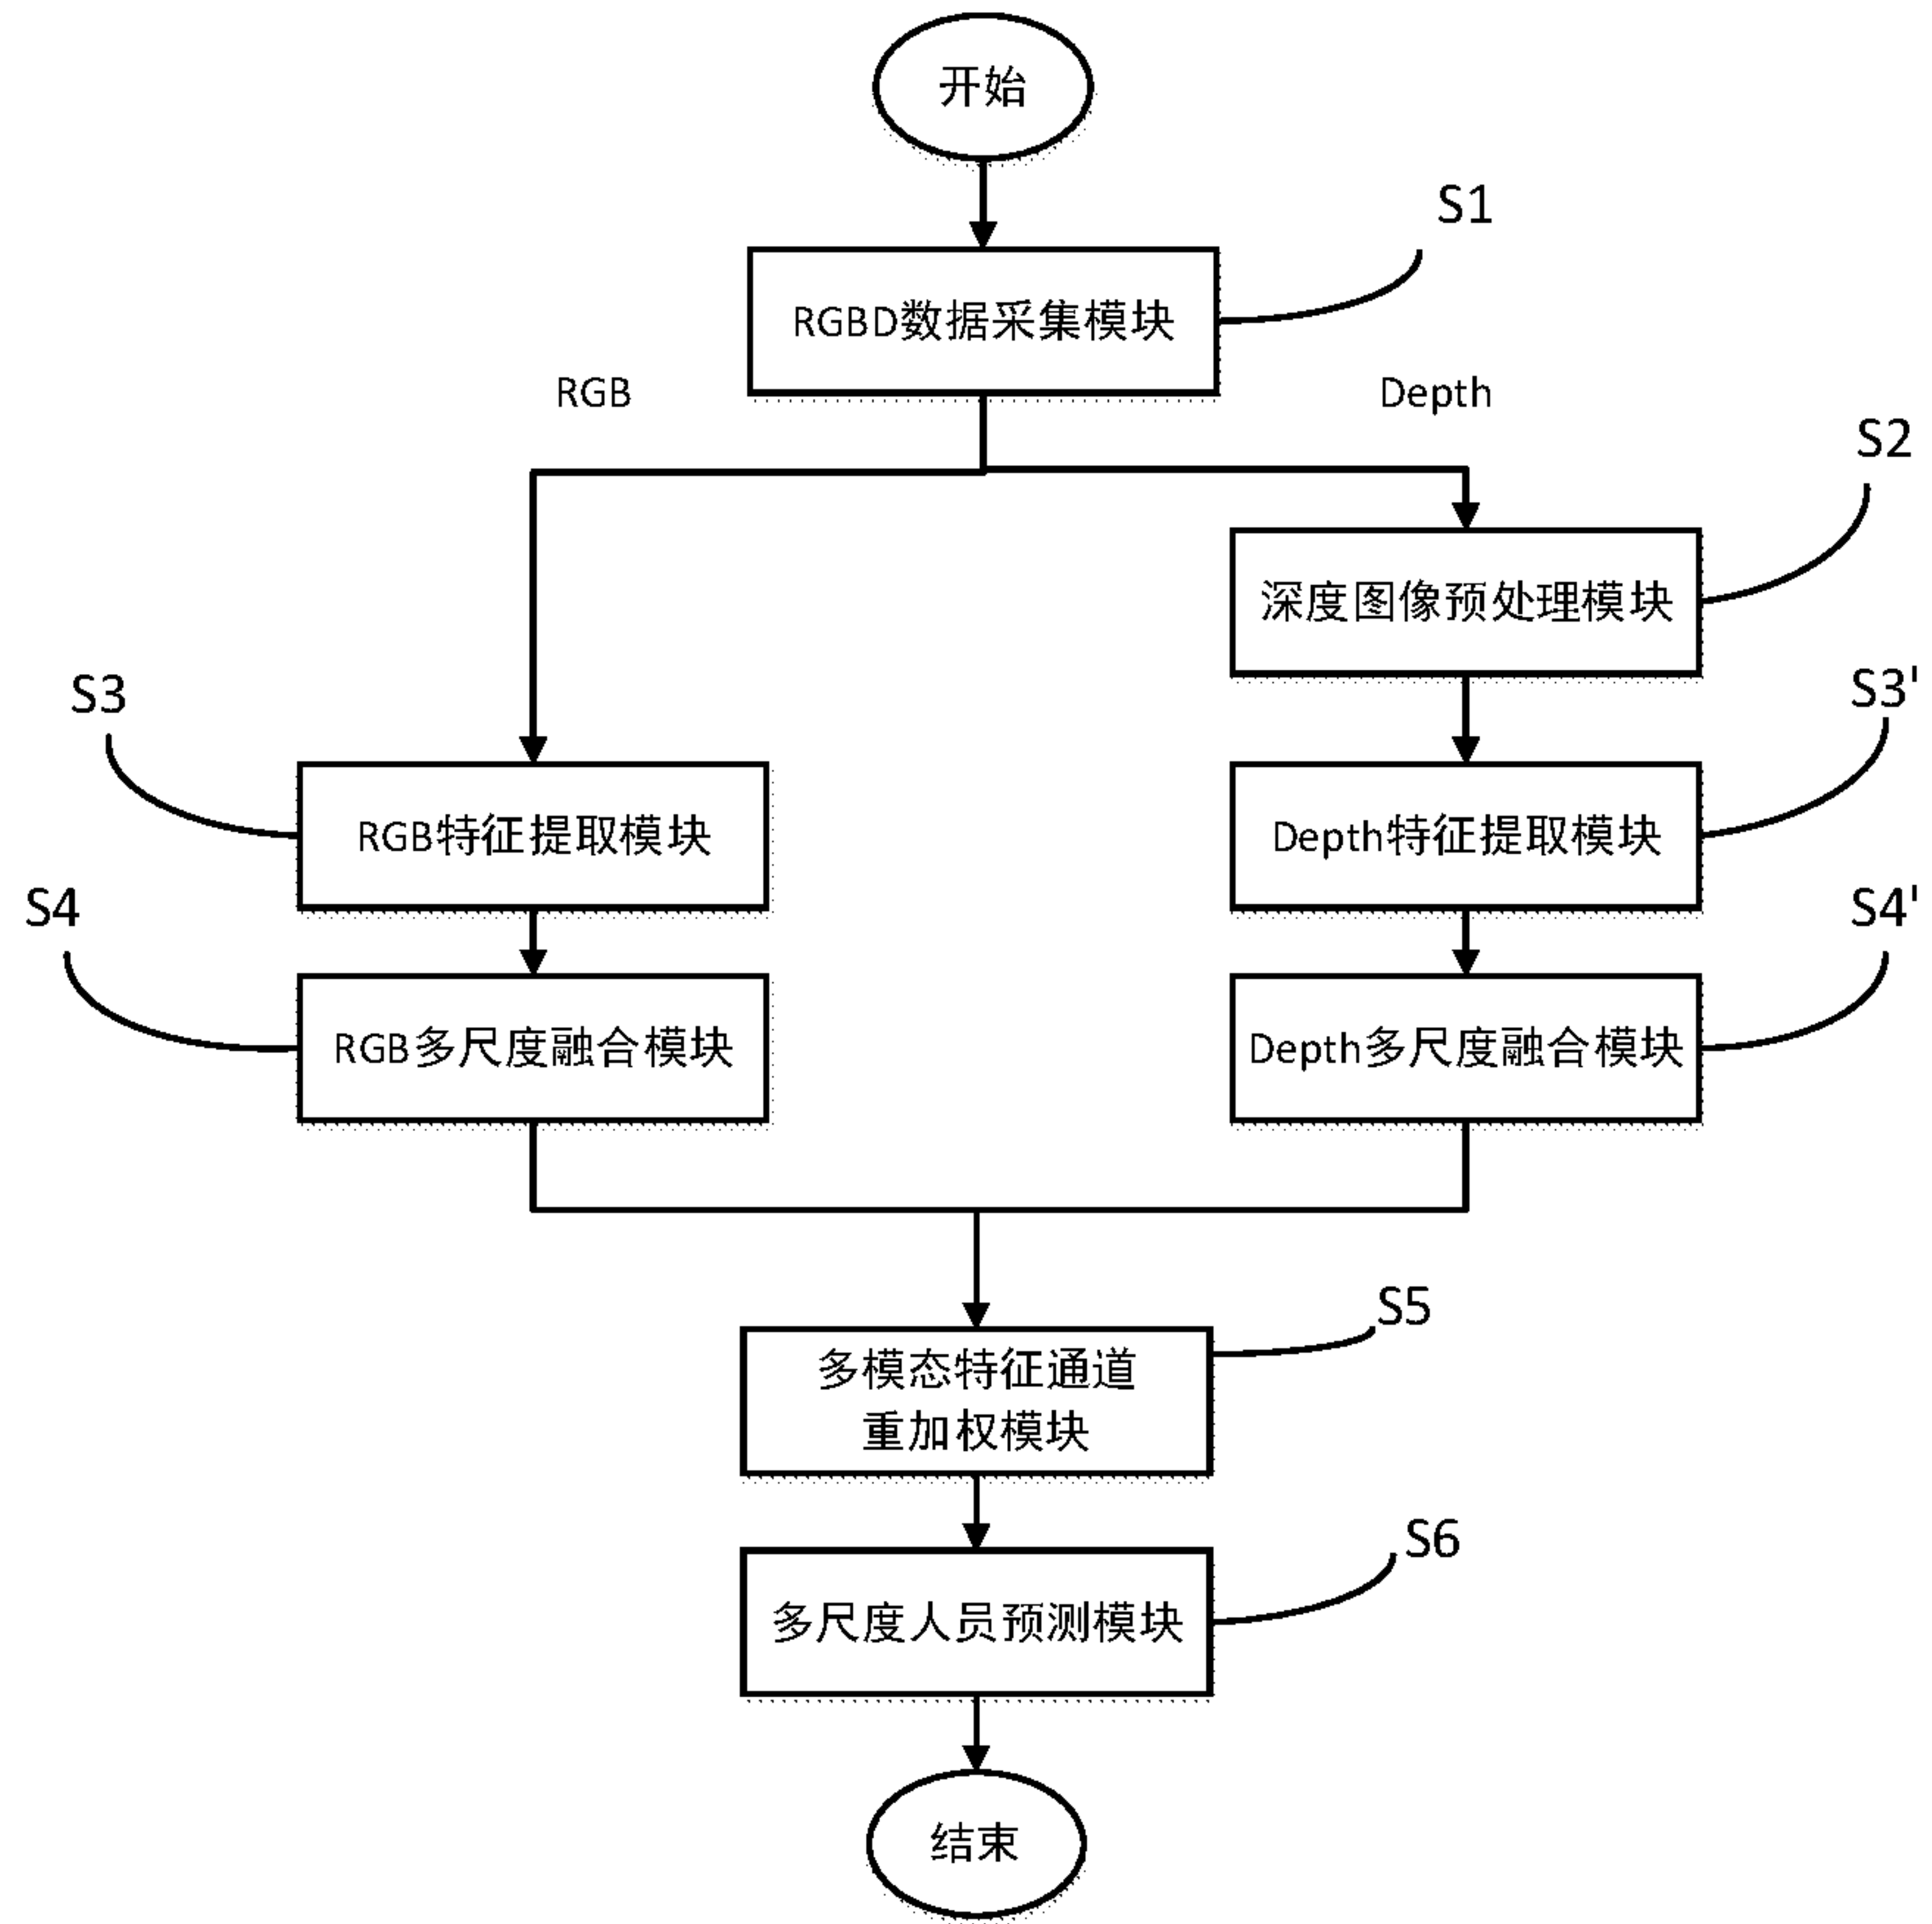 开始
S1
RGBD数据采集模块
RGB
Depth
S2
深度图像预处理模块
S3
S3'
RGB特征提取模块
Depth特征提取模块
S4
S4'
RGB多尺度融合模块
Depth多尺度融合模块
S5
多模态特征通道
重加权模块
S6
多尺度人员预测模块
结束